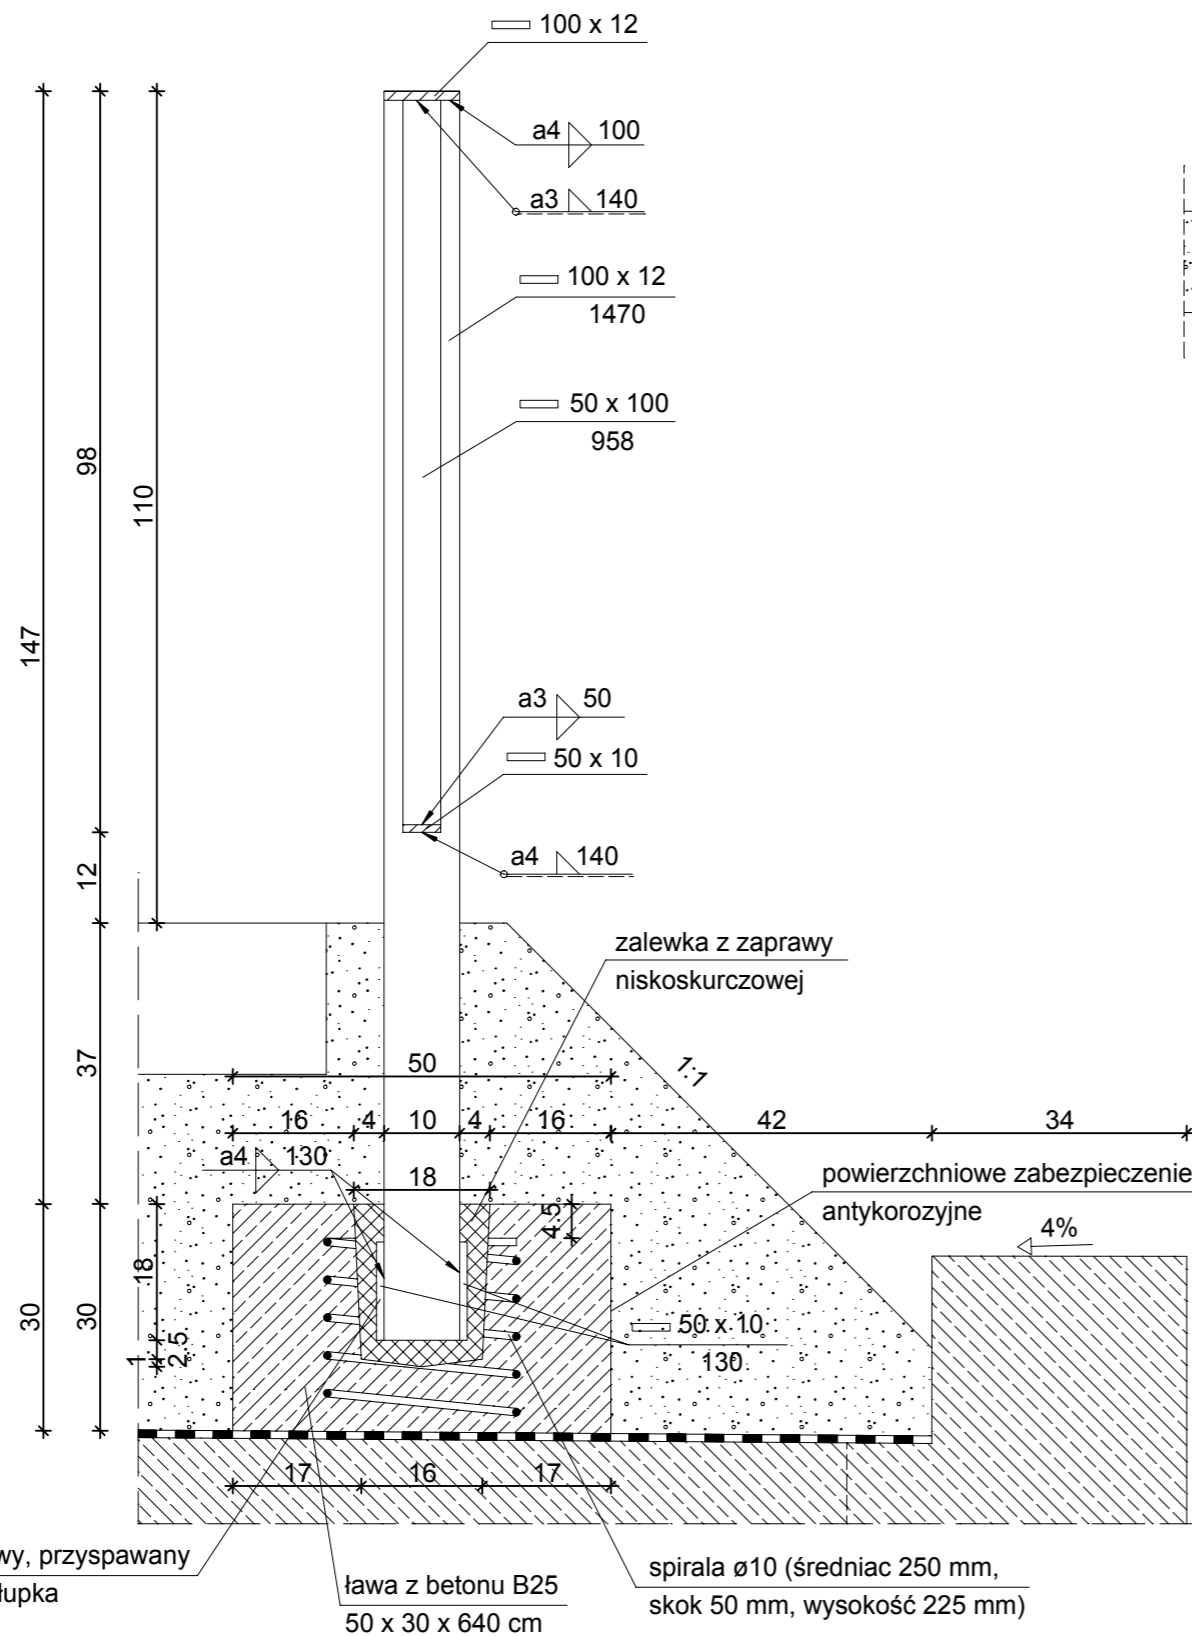 100 x 12
a4 100
a3 140
100 x 12
1470
50 x 100
958
98
110
147
a3 50
50 x 10
a4 140
12
zalewka z zaprawy
niskoskurczowej
37
50
1:1
16 4 10 4 16 42 34
a4 130
18
powierzchniowe zabezpieczenie
antykorozyjne
4.5
4%
18
30
30
50 x 10
130
1
2.5
17 16 17
wy, przyspawany
łupka
ława z betonu B25
50 x 30 x 640 cm
spirala ø10 (średniac 250 mm,
skok 50 mm, wysokość 225 mm)